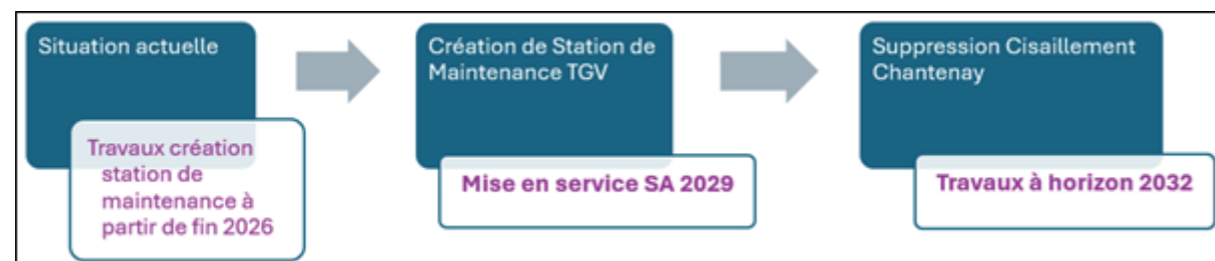 Situation actuelle
Travaux création
station de
maintenance à
partir de fin 2026
Création de Station de
Maintenance TGV
Mise en service SA 2029
Suppression Cisaillement
Chantenay
Travaux à horizon 2032